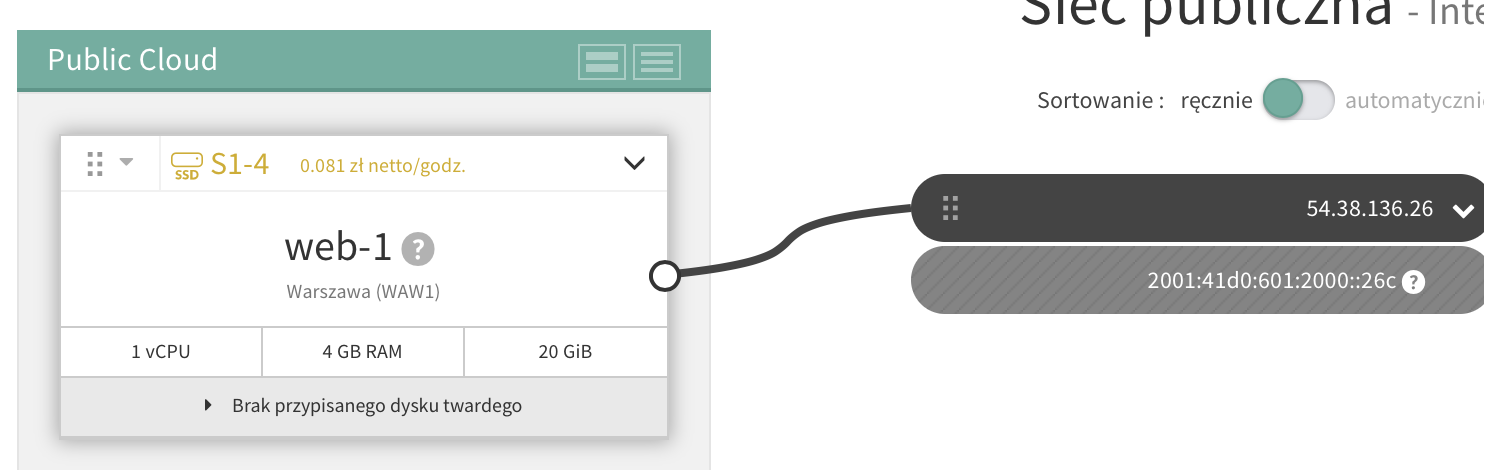 Sieć publiczna - Inte
Public Cloud
Sortowanie : ręcznie automatycznie
SSD S1-4 0.081 zł netto/godz.
54.38.136.26
web-1 ?
2001:41d0:601:2000::26c ?
Warszawa (WAW1)
1 vCPU 4 GB RAM 20 GiB
Brak przypisanego dysku twardego